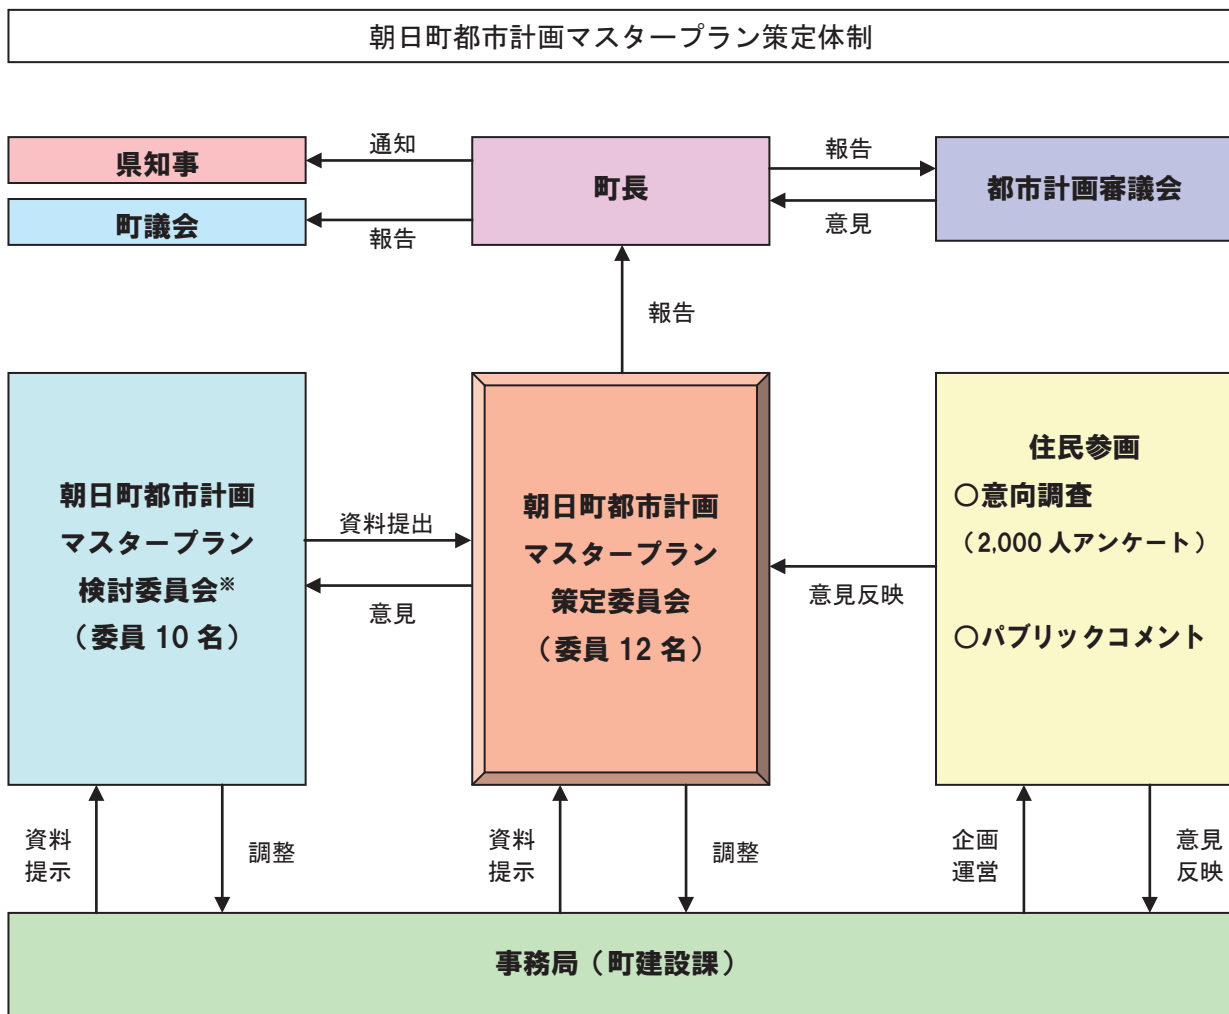 朝日町都市計画マスタープラン策定体制
県知事
通知
町長
報告
都市計画審議会
町議会
報告
意見
報告
朝日町都市計画
マスタープラン
検討委員会※
（委員 10 名）
資料提出
意見
朝日町都市計画
マスタープラン
策定委員会
（委員 12 名）
意見反映
住民参画
○意向調査
（2,000 人アンケート）
○パブリックコメント
資料
提示
調整
資料
提示
調整
企画
運営
意見
反映
事務局（町建設課）